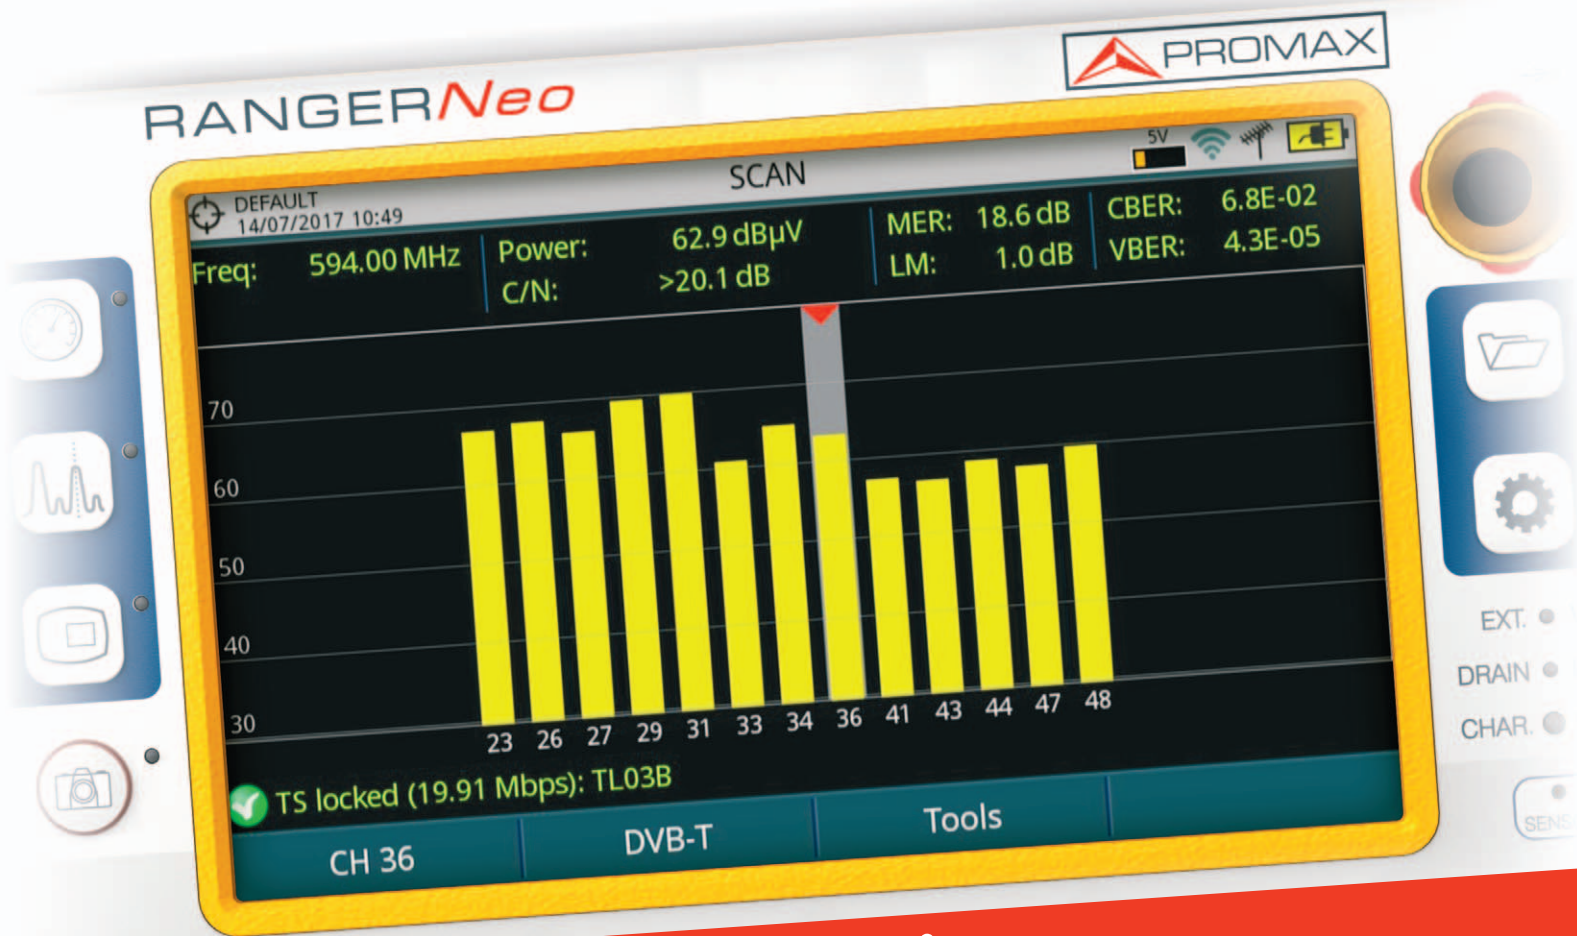 RANGERNeo
PROMAX
DEFAULT
14/07/2017 10:49
SCAN
5V
Freq: 594.00 MHz
Power: 62.9 dBµV
C/N: >20.1 dB
MER: 18.6 dB
LM: 1.0 dB
CBER: 6.8E-02
VBER: 4.3E-05
70
60
50
40
30
23 26 27 29 31 33 34 36 41 43 44 47 48
TS locked (19.91 Mbps): TL03B
CH 36
DVB-T
Tools
EXT.
DRAIN
CHAR.
SENS